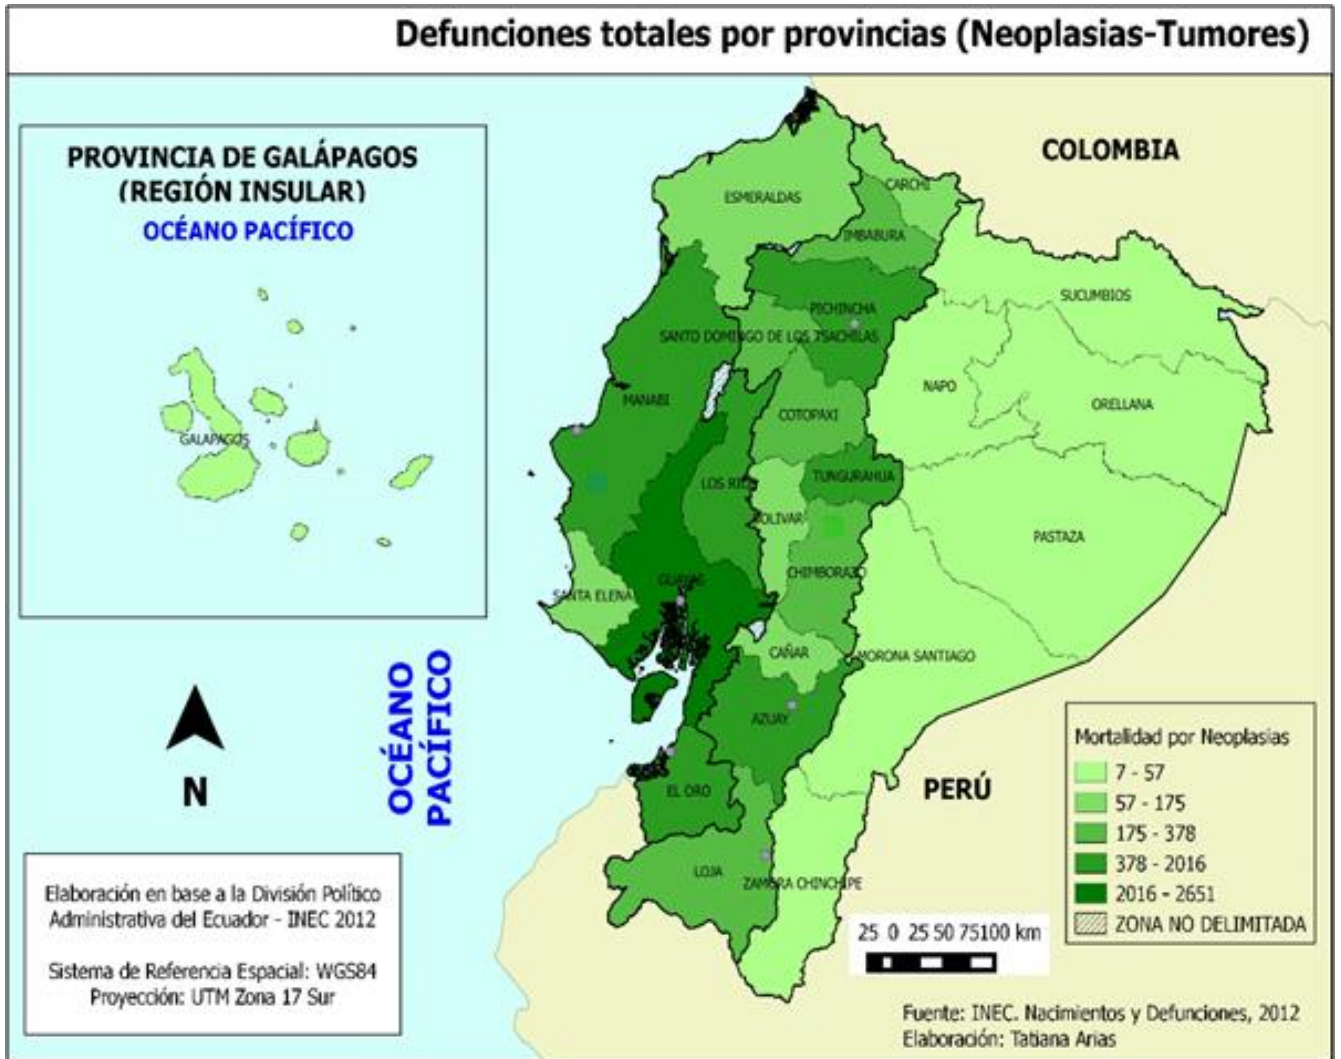 Defunciones totales por provincias (Neoplasias-Tumores)
PROVINCIA DE GALÁPAGOS
(REGIÓN INSULAR)
OCÉANO PACÍFICO
GALAPAGOS
COLOMBIA
ESMERALDAS
CARCHI
IMBABURA
SUCUMBIOS
PICHINCHA
SANTO DOMINGO DE LOS TSACHILAS
NAPO
ORELLANA
MANABI
COTOPAXI
LOS RIOS
TUNGURAHUA
BOLIVAR
PASTAZA
CHIMBORAZO
GUAYAS
SANTA ELENA
CAÑAR
MORONA SANTIAGO
AZUAY
EL ORO
LOJA
ZAMORA CHINCHIPE
OCÉANO
PACÍFICO
N
PERÚ
Mortalidad por Neoplasias
7 - 57
57 - 175
175 - 378
378 - 2016
2016 - 2651
ZONA NO DELIMITADA
25 0 25 50 75100 km
Elaboración en base a la División Político
Administrativa del Ecuador - INEC 2012
Sistema de Referencia Espacial: WGS84
Proyección: UTM Zona 17 Sur
Fuente: INEC. Nacimientos y Defunciones, 2012
Elaboración: Tatiana Arias